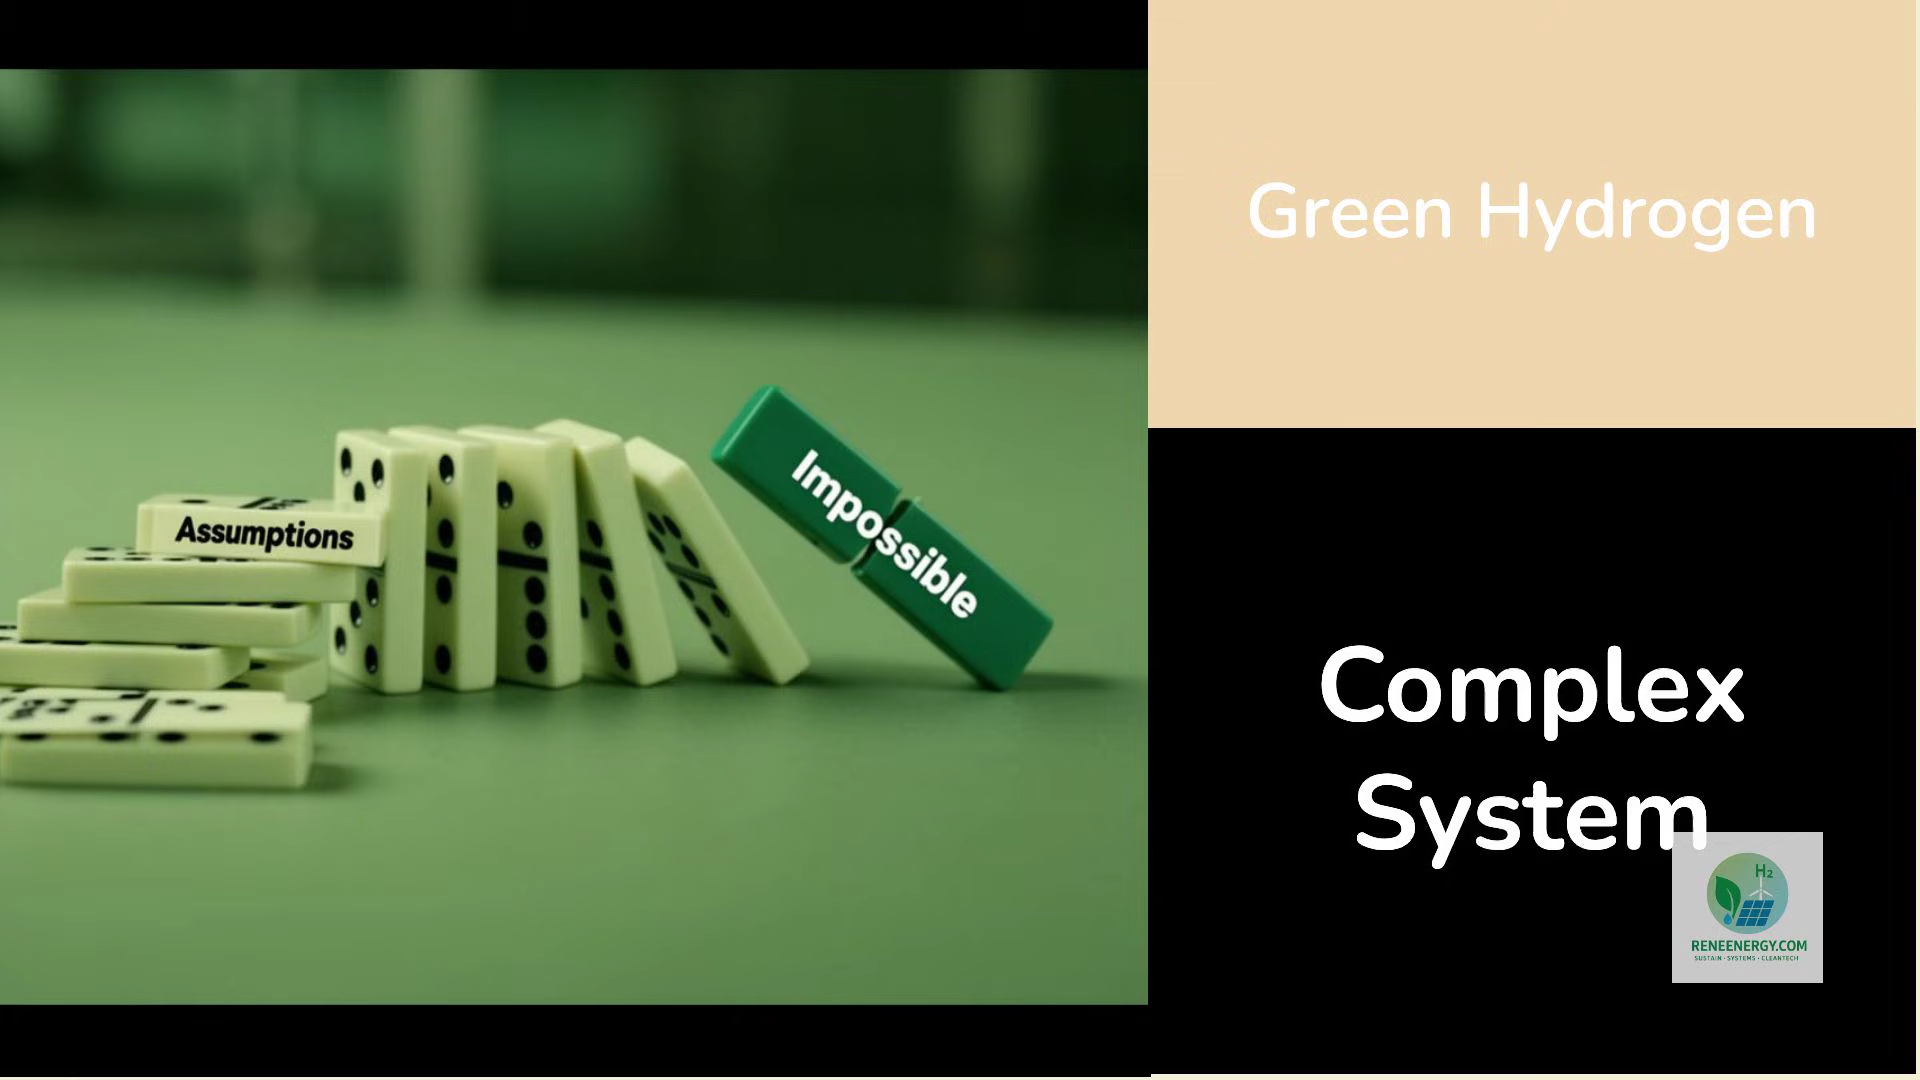 Assumptions
Impossible
Green Hydrogen
Complex
System
H₂
RENEENERGY.COM
SUSTAIN · SYSTEMS · CLEANTECH